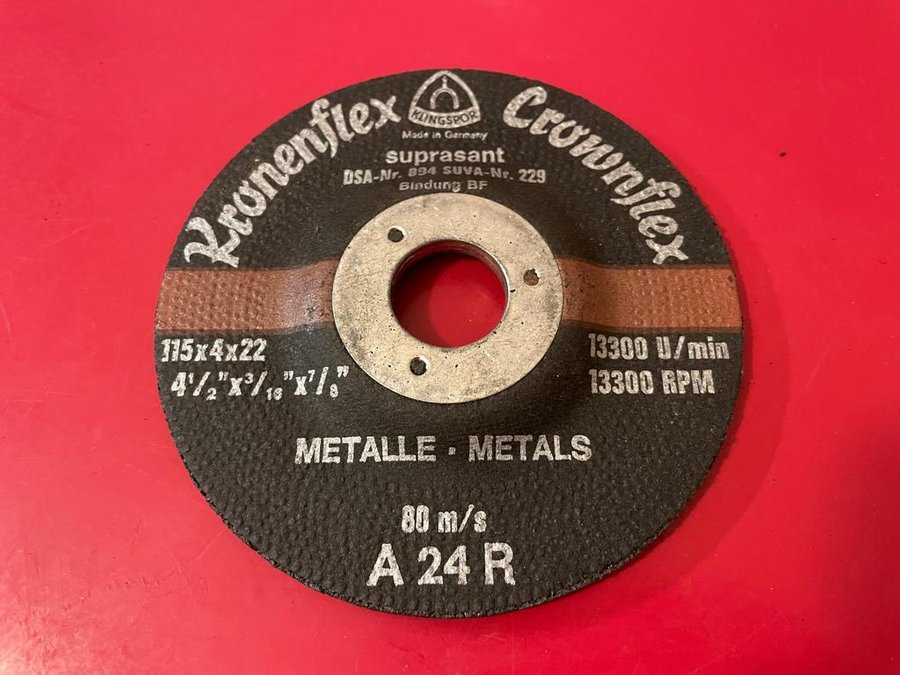 Kronenflex
KLINGSPOR
Crownflex
Made in Germany
suprasant
DSA-Nr. 894 SUVA-Nr. 229
Bindung BF
115x4x22
4 1/2"x3/16"x7/8"
13300 U/min
13300 RPM
METALLE · METALS
80 m/s
A 24 R